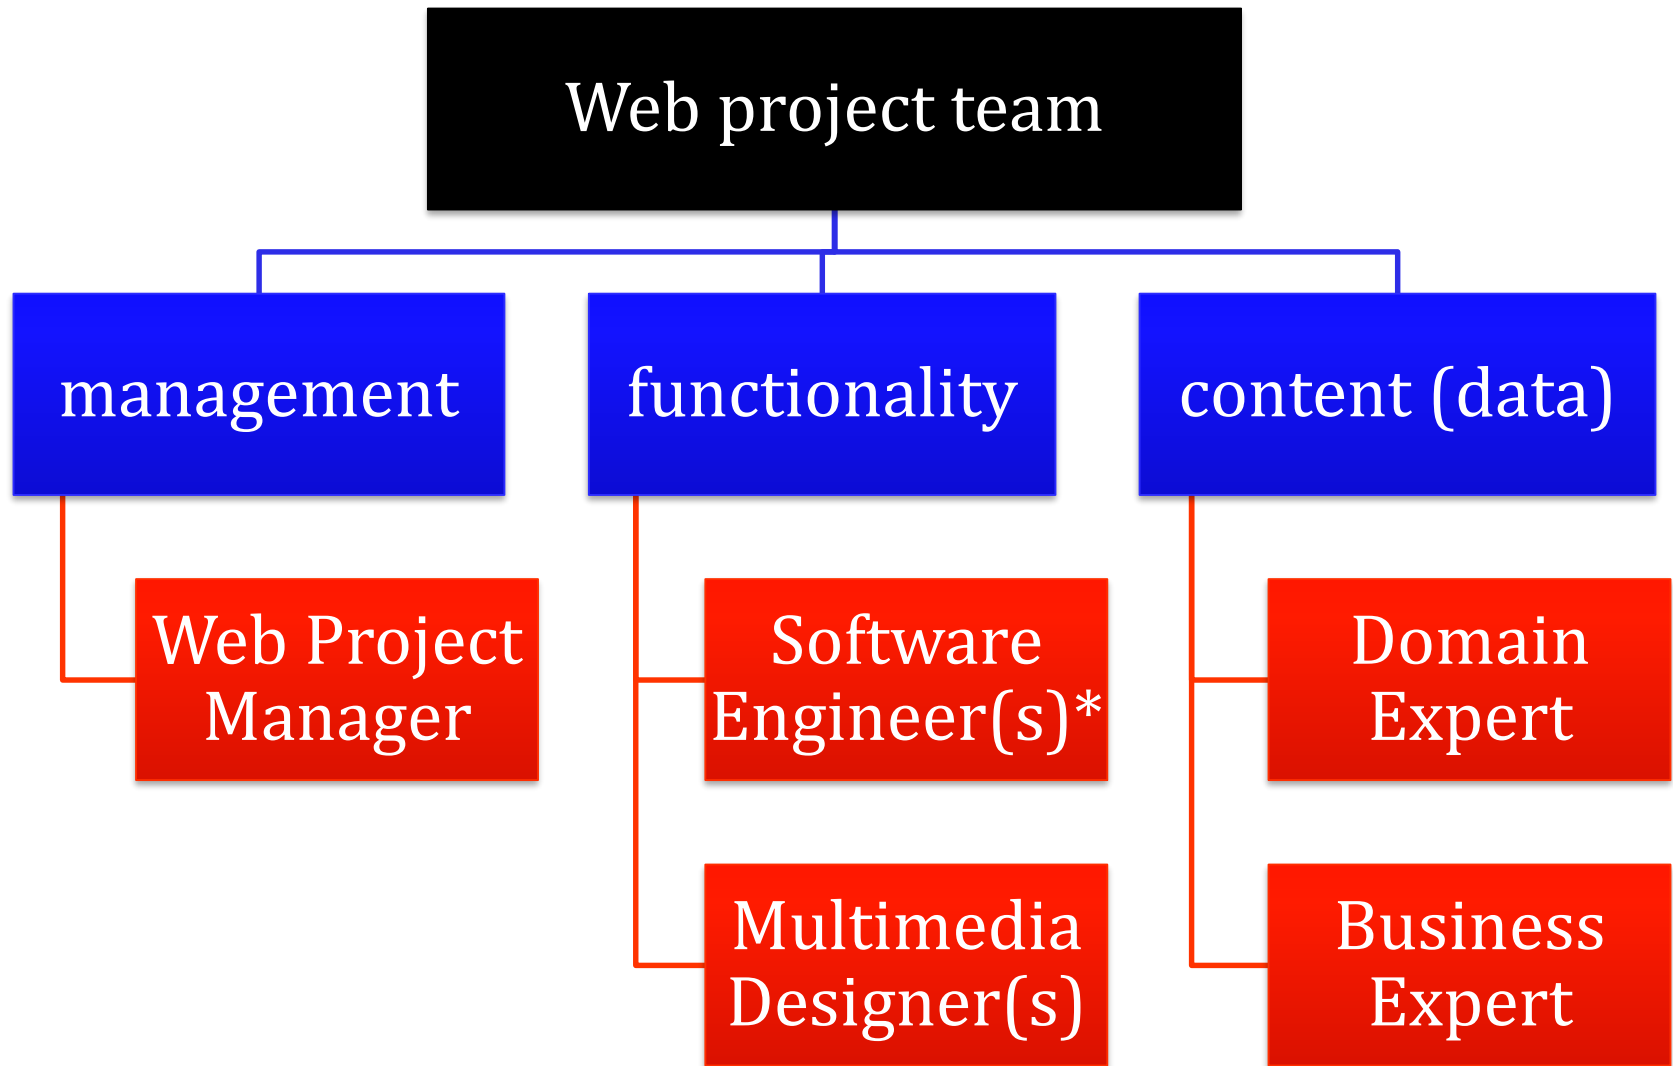 Web project team
management
functionality
content (data)
Web Project
Manager
Software
Engineer(s)*
Domain
Expert
Multimedia
Designer(s)
Business
Expert